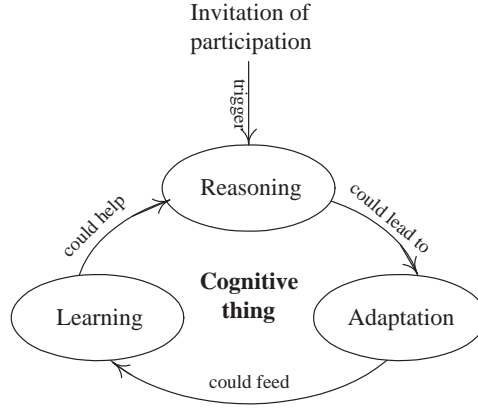 Invitation of
participation
trigger
Reasoning
could help
could lead to
Cognitive
thing
Learning
Adaptation
could feed